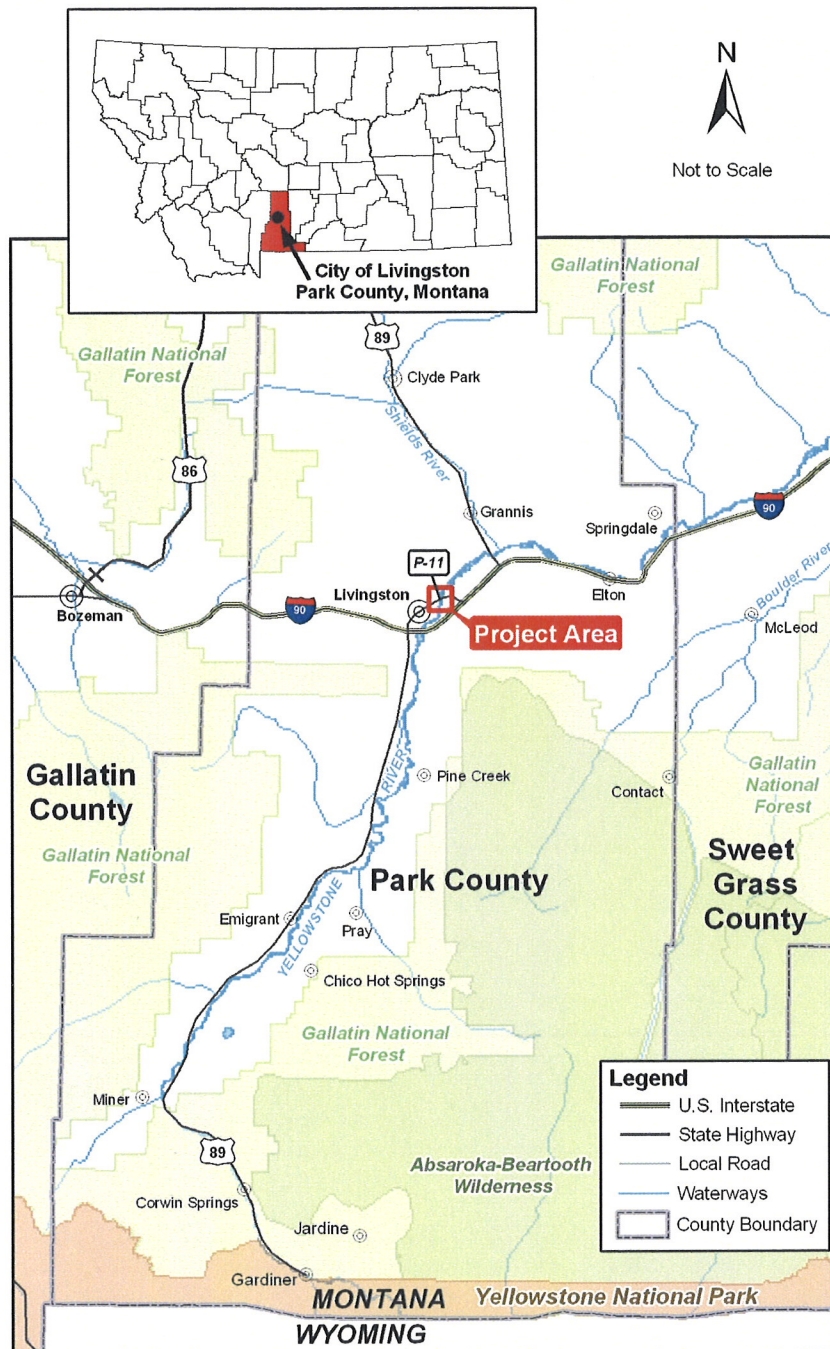 City of Livingston
Park County, Montana
N
Not to Scale
Gallatin National
Forest
Gallatin National
Forest
89
Clyde Park
Shields River
86
Grannis
Springdale
90
P-11
Livingston
Elton
Boulder River
Bozeman
90
Project Area
McLeod
RIVER
Pine Creek
Contact
Gallatin
National
Forest
Gallatin
County
Gallatin National
Forest
Park County
Sweet
Grass
County
Emigrant
YELLOWSTONE
Pray
Chico Hot Springs
Gallatin National
Forest
Miner
Legend
U.S. Interstate
State Highway
Local Road
Waterways
County Boundary
89
Absaroka-Beartooth
Wilderness
Corwin Springs
Jardine
Gardiner
MONTANA
Yellowstone National Park
WYOMING